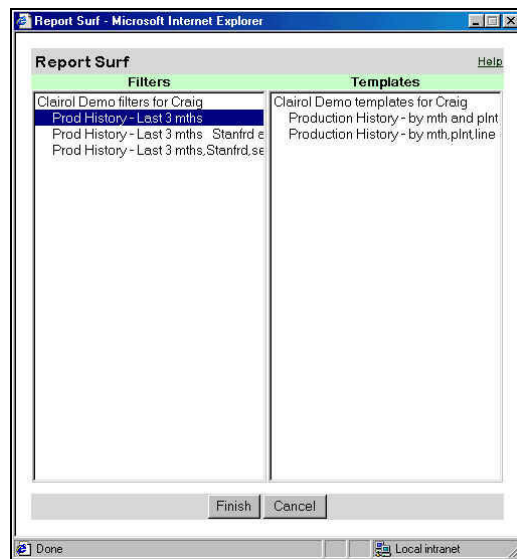 Report Surf - Microsoft Internet Explorer
Report Surf Help
Filters Templates
Clairol Demo filters for Craig
Prod History - Last 3 mths
Prod History - Last 3 mths Stanfrd
Prod History - Last 3 mths,Stanfrd,se
Clairol Demo templates for Craig
Production History - by mth and plnt
Production History - by mth,plnt,line
Finish Cancel
Done Local intranet